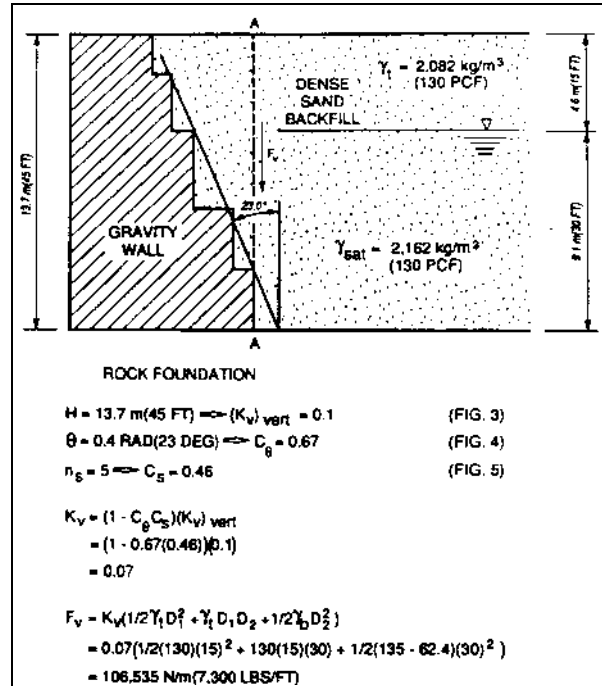 A
γt = 2.082 kg/m³
(130 PCF)
DENSE
SAND
BACKFILL
4.6 m(15 FT)
13.7 m(45 FT)
Fv
23.0°
GRAVITY
WALL
γsat = 2,162 kg/m³
(130 PCF)
9.1 m(30 FT)
A
ROCK FOUNDATION
H = 13.7 m(45 FT) ⟹ (Kv) vert = 0.1 (FIG. 3)
θ = 0.4 RAD(23 DEG) ⟹ Cθ = 0.67 (FIG. 4)
ns = 5 ⟹ Cs = 0.46 (FIG. 5)
Kv = (1 - CθCs)(Kv) vert
= (1 - 0.67(0.46))(0.1)
= 0.07
Fv = Kv(1/2γtD1² + γtD1D2 + 1/2γbD2²)
= 0.07(1/2(130)(15)² + 130(15)(30) + 1/2(135 - 62.4)(30)²)
= 106,535 N/m(7,300 LBS/FT)